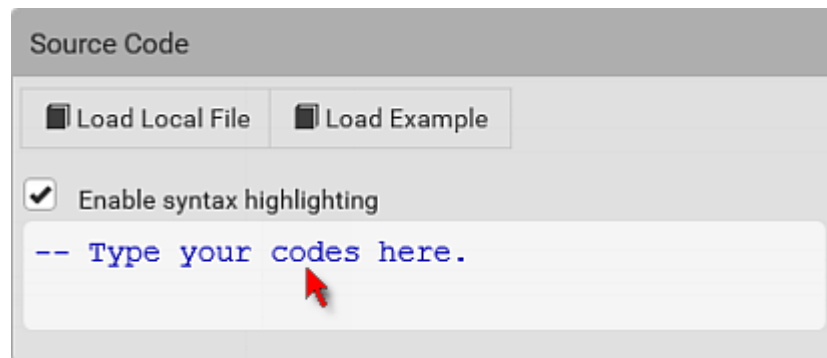 Source Code
Load Local File Load Example
Enable syntax highlighting
-- Type your codes here.